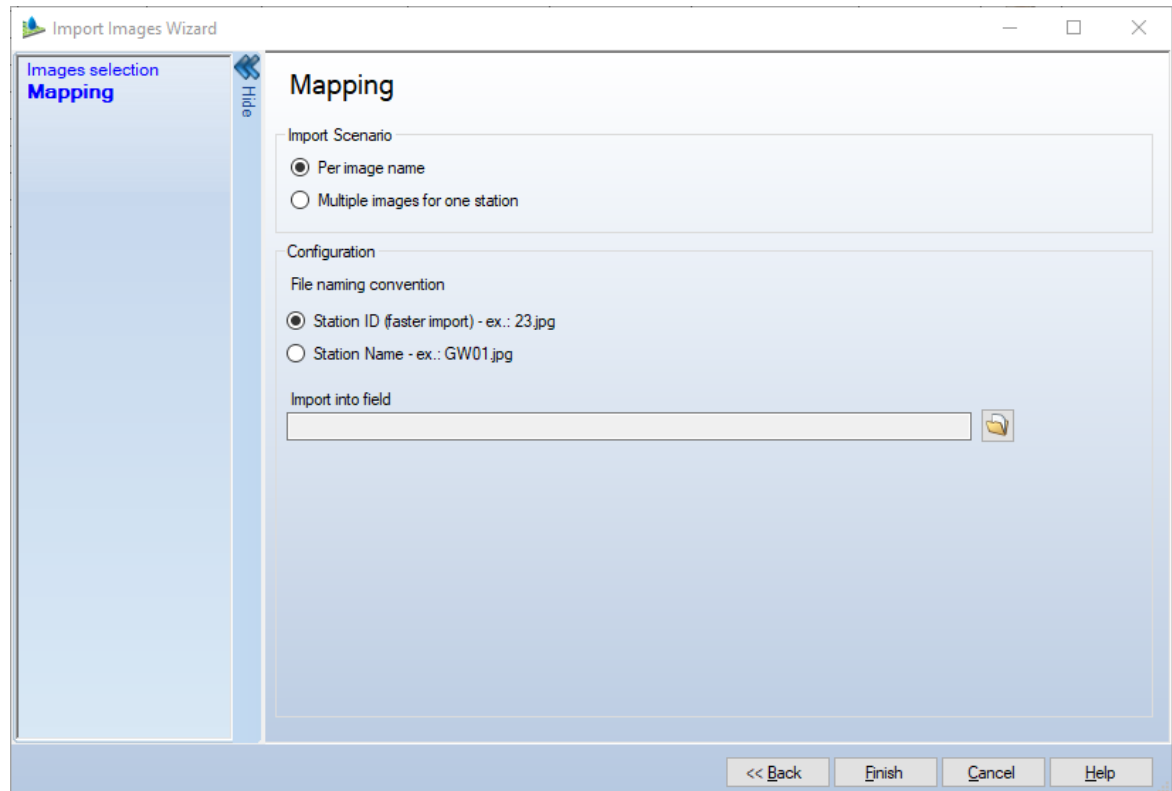 Import Images Wizard
Images selection
Mapping
Hide
Mapping
Import Scenario
Per image name
Multiple images for one station
Configuration
File naming convention
Station ID (faster import) - ex.: 23.jpg
Station Name - ex.: GW01.jpg
Import into field
<< Back
Finish
Cancel
Help